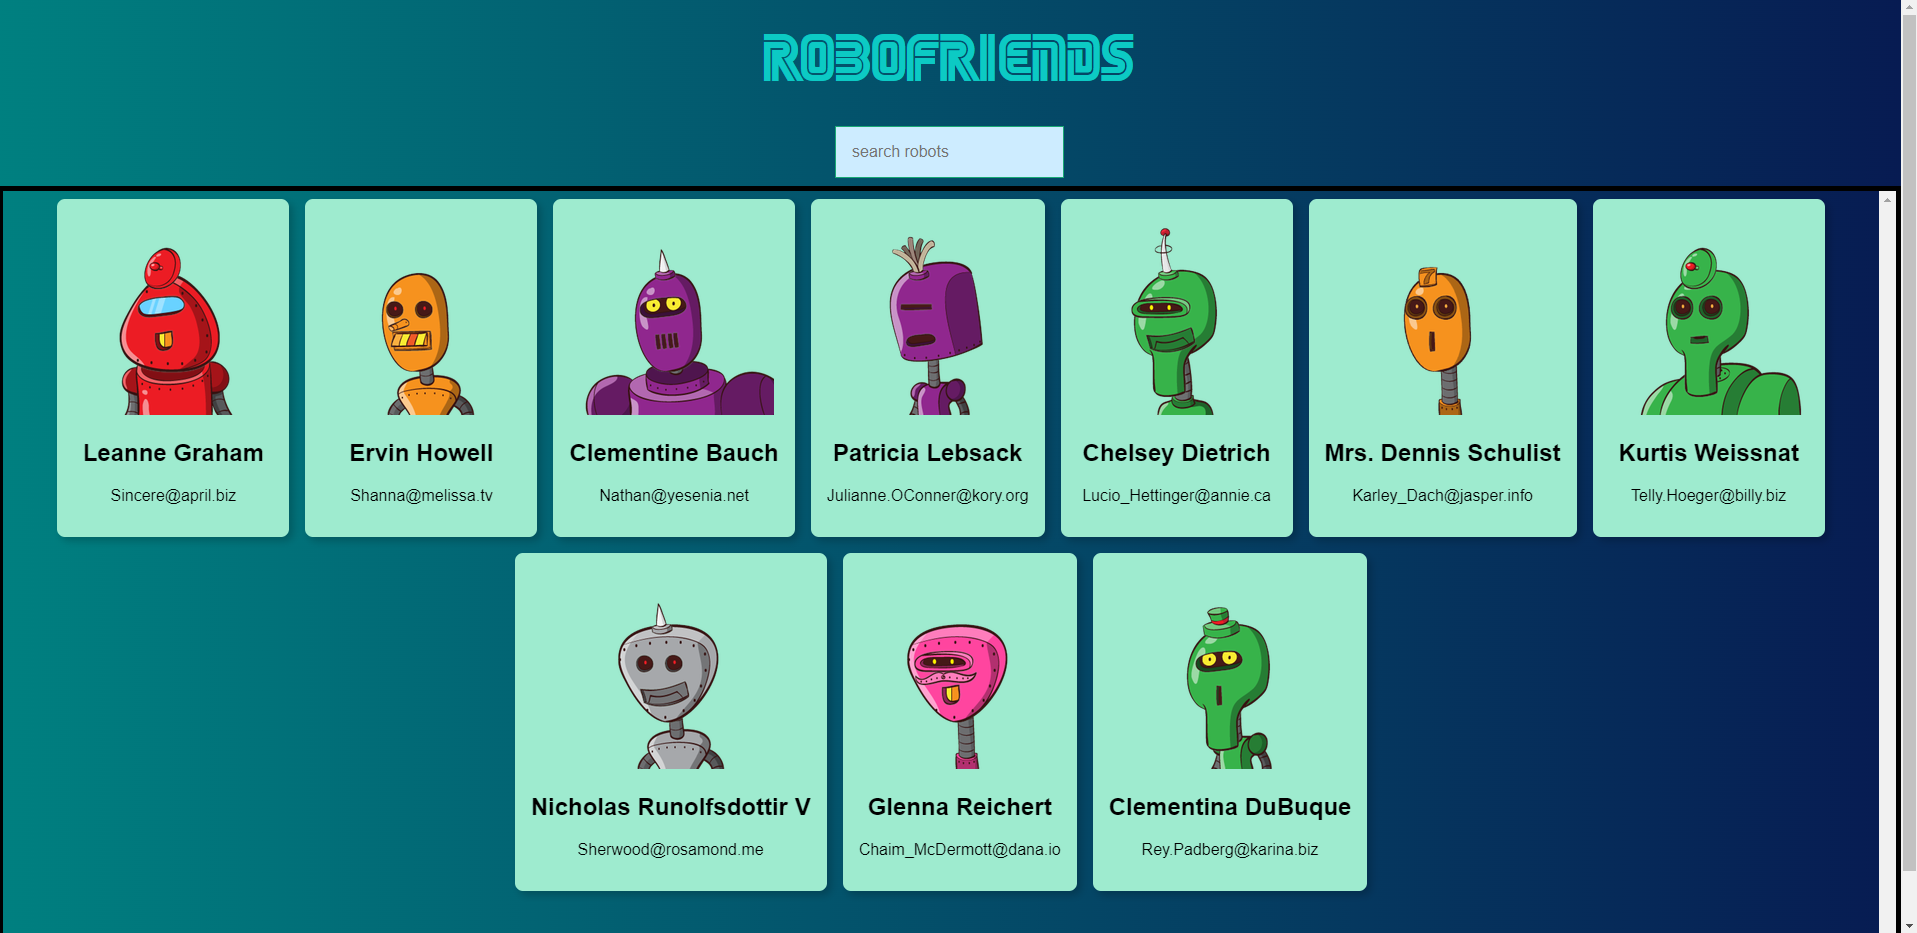 ROBOFRIENDS
search robots
Leanne Graham
Sincere@april.biz
Ervin Howell
Shanna@melissa.tv
Clementine Bauch
Nathan@yesenia.net
Patricia Lebsack
Julianne.OConner@kory.org
Chelsey Dietrich
Lucio_Hettinger@annie.ca
Mrs. Dennis Schulist
Karley_Dach@jasper.info
Kurtis Weissnat
Telly.Hoeger@billy.biz
Nicholas Runolfsdottir V
Sherwood@rosamond.me
Glenna Reichert
Chaim_McDermott@dana.io
Clementina DuBuque
Rey.Padberg@karina.biz